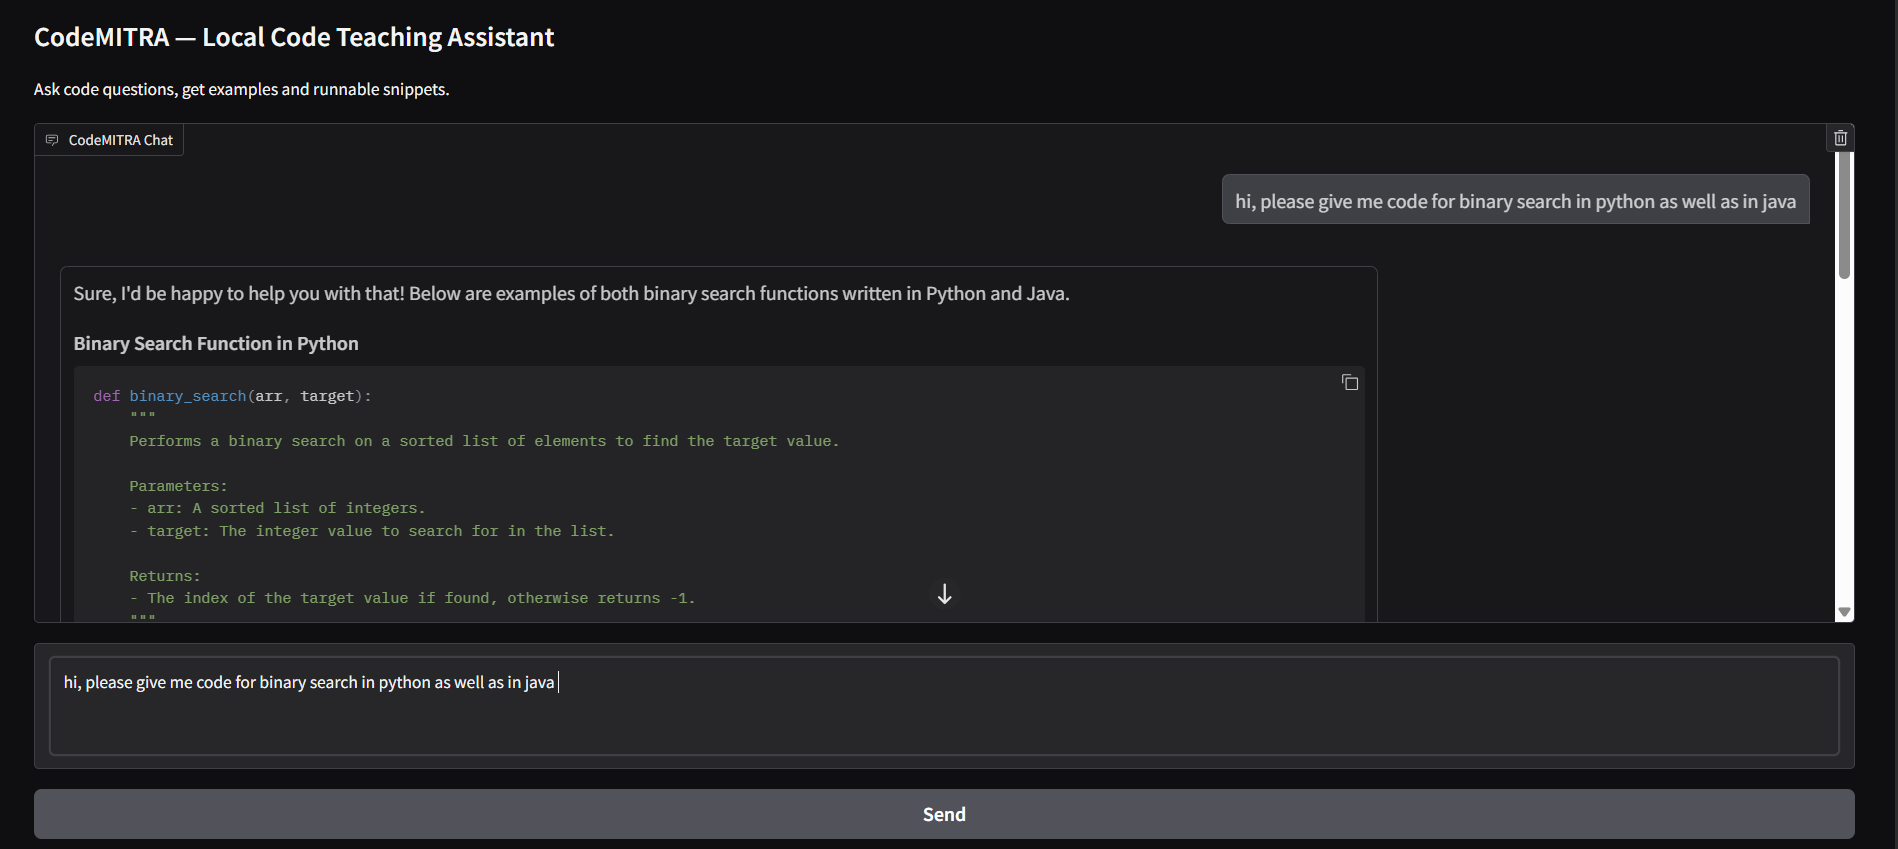 CodeMITRA — Local Code Teaching Assistant
Ask code questions, get examples and runnable snippets.
CodeMITRA Chat
hi, please give me code for binary search in python as well as in java
Sure, I'd be happy to help you with that! Below are examples of both binary search functions written in Python and Java.
Binary Search Function in Python
def binary_search(arr, target):
"""
Performs a binary search on a sorted list of elements to find the target value.
Parameters:
- arr: A sorted list of integers.
- target: The integer value to search for in the list.
Returns:
- The index of the target value if found, otherwise returns -1.
"""
hi, please give me code for binary search in python as well as in java
Send